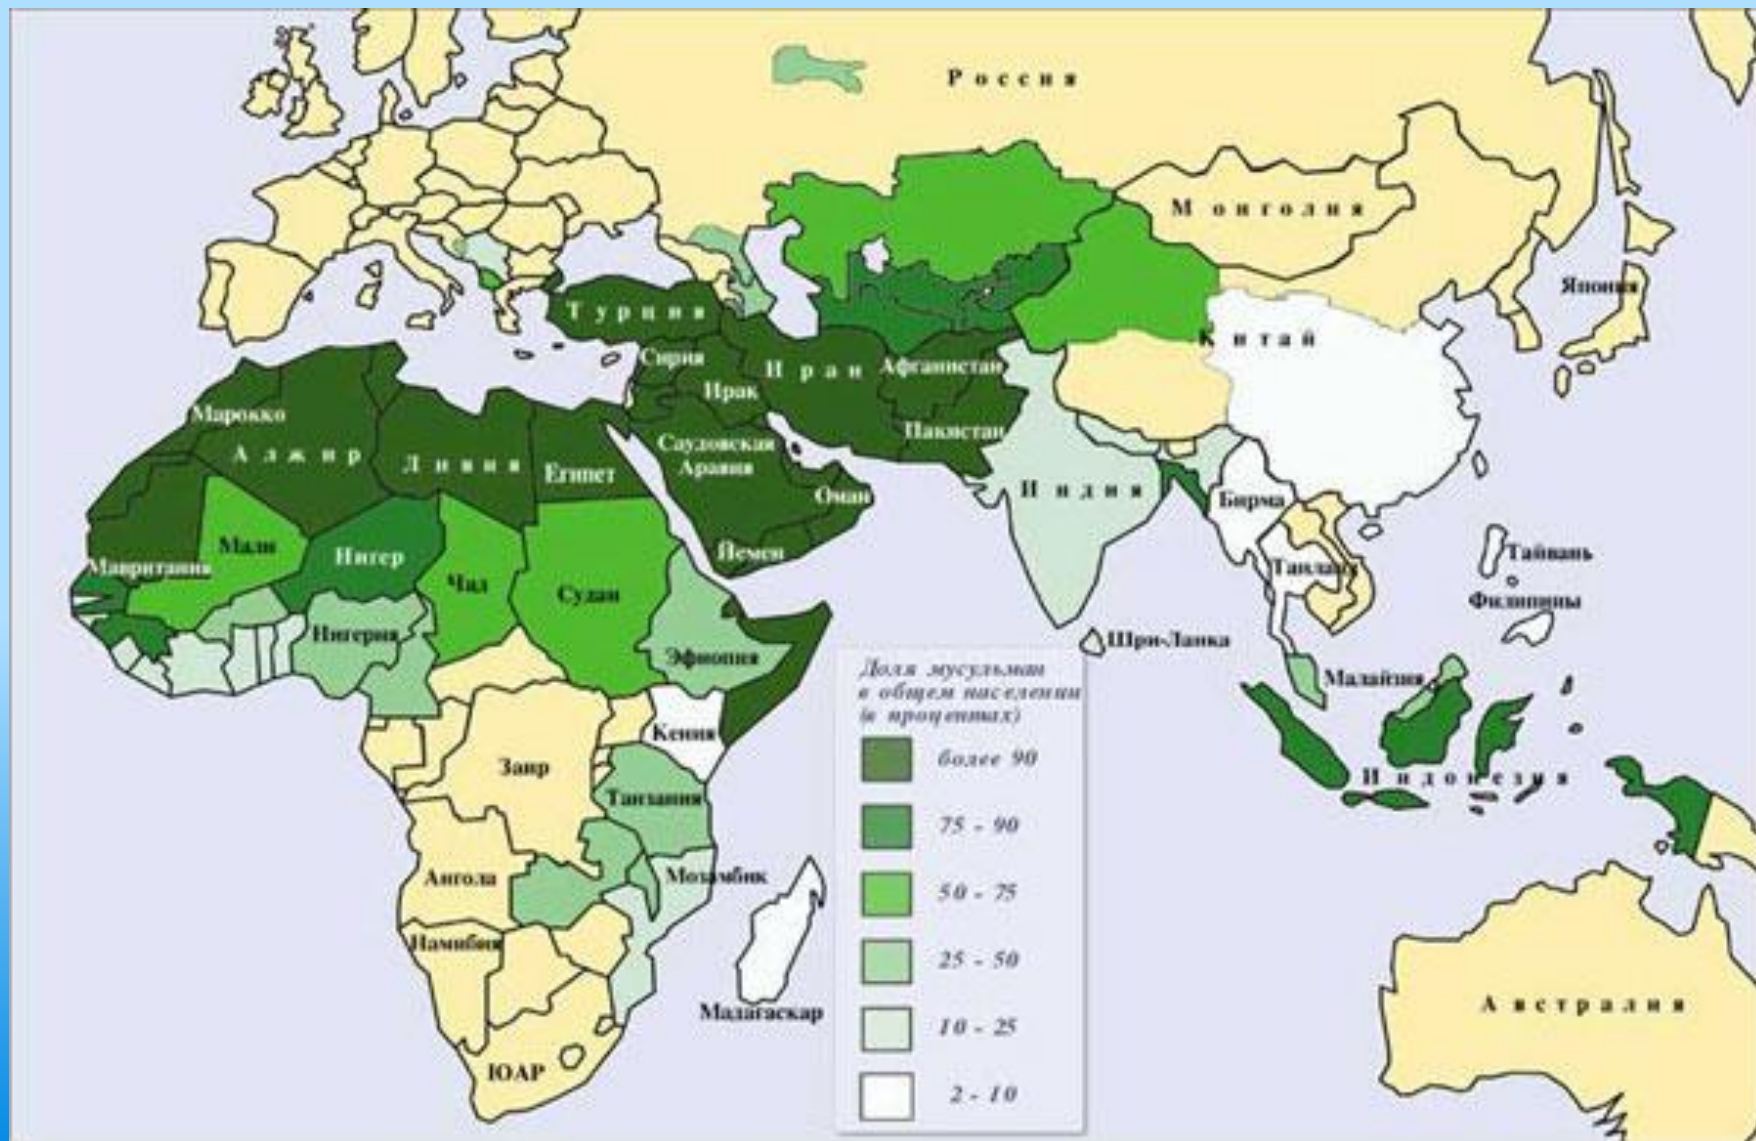 Россия
Монголия
Япония
Турция
Китай
Сирия
Иран
Афганистан
Ирак
Марокко
Пакистан
Алжир
Ливия
Саудовская
Аравия
Египет
Индия
Оман
Бирма
Мали
Нигер
Йемен
Тайвань
Мавритания
Чад
Судан
Таиланд
Филипины
Нигерия
Эфиопия
Шри-Ланка
Малайзия
Кения
Заир
Индонезия
Танзания
Ангола
Мозамбик
Намибия
Мадагаскар
Австралия
ЮАР
Доля мусульман
в общем населении
(в процентах)
более 90
75 - 90
50 - 75
25 - 50
10 - 25
2 - 10